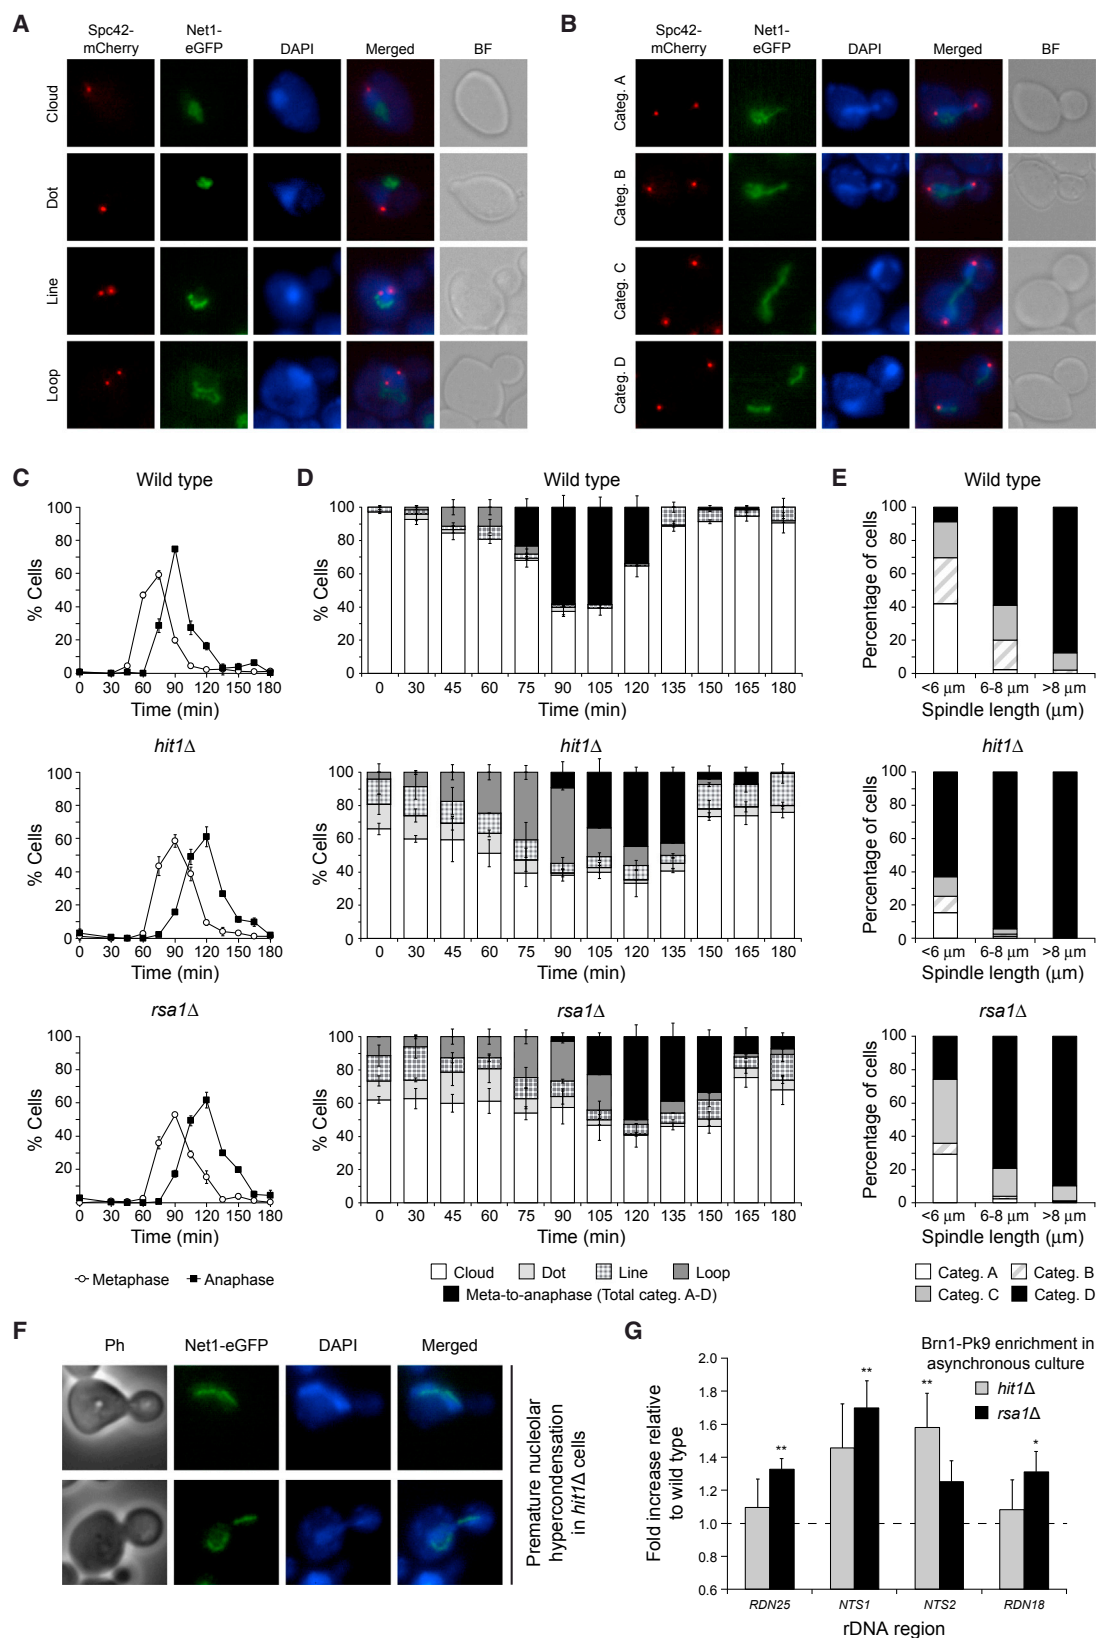 A
Spc42-mCherry
Net1-eGFP
DAPI
Merged
BF
Cloud
Dot
Line
Loop
B
Spc42-mCherry
Net1-eGFP
DAPI
Merged
BF
Categ. A
Categ. B
Categ. C
Categ. D
C
Wild type
% Cells
100
80
60
40
20
0
0 30 60 90 120 150 180
Time (min)
hit1Δ
% Cells
100
80
60
40
20
0
0 30 60 90 120 150 180
Time (min)
rsa1Δ
% Cells
100
80
60
40
20
0 30 60 90 120 150 180
Time (min)
Metaphase Anaphase
D
Wild type
% Cells
100
80
60
40
20
0
0 30 45 60 75 90 105 120 135 150 165 180
Time (min)
hit1Δ
% Cells
100
80
60
40
20
0
0 30 45 60 75 90 105 120 135 150 165 180
Time (min)
rsa1Δ
% Cells
100
80
60
40
20
0
0 30 45 60 75 90 105 120 135 150 165 180
Time (min)
Cloud Dot Line Loop
Meta-to-anaphase (Total categ. A-D)
E
Wild type
Percentage of cells
100
80
60
40
20
0
<6 μm 6-8 μm >8 μm
Spindle length (μm)
hit1Δ
Percentage of cells
100
80
60
40
20
0
<6 μm 6-8 μm >8 μm
Spindle length (μm)
rsa1Δ
Percentage of cells
100
80
60
40
20
0
<6 μm 6-8 μm >8 μm
Spindle length (μm)
Categ. A Categ. B
Categ. C Categ. D
F
Ph Net1-eGFP DAPI Merged
Premature nucleolar
hypercondensation
in hit1Δ cells
G
Brn1-Pk9 enrichment in
asynchronous culture
hit1Δ
rsa1Δ
Fold increase relative
to wild type
2.0
1.8
1.6
1.4
1.2
1.0
0.8
0.6
** ** ** *
RDN25 NTS1 NTS2 RDN18
rDNA region